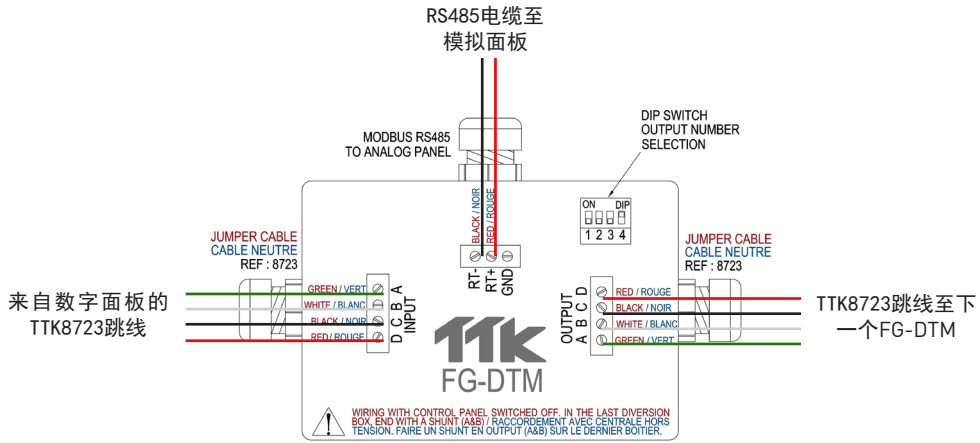 RS485电缆至
模拟面板
MODBUS RS485
TO ANALOG PANEL
DIP SWITCH
OUTPUT NUMBER
SELECTION
ON DIP
1 2 3 4
BLACK / NOIR
RED / ROUGE
RT-
RT+
GND
JUMPER CABLE
CABLE NEUTRE
REF : 8723
JUMPER CABLE
CABLE NEUTRE
REF : 8723
来自数字面板的
TTK8723跳线
GREEN / VERT A
WHITE / BLANC B
BLACK / NOIR C
RED / ROUGE D
INPUT
OUTPUT
D RED / ROUGE
C BLACK / NOIR
B WHITE / BLANC
A GREEN / VERT
TTK8723跳线至下
一个FG-DTM
TTK
FG-DTM
WIRING WITH CONTROL PANEL SWITCHED OFF. IN THE LAST DIVERSION
BOX, END WITH A SHUNT (A&B) / RACCORDEMENT AVEC CENTRALE HORS
TENSION. FAIRE UN SHUNT EN OUTPUT (A&B) SUR LE DERNIER BOITIER.